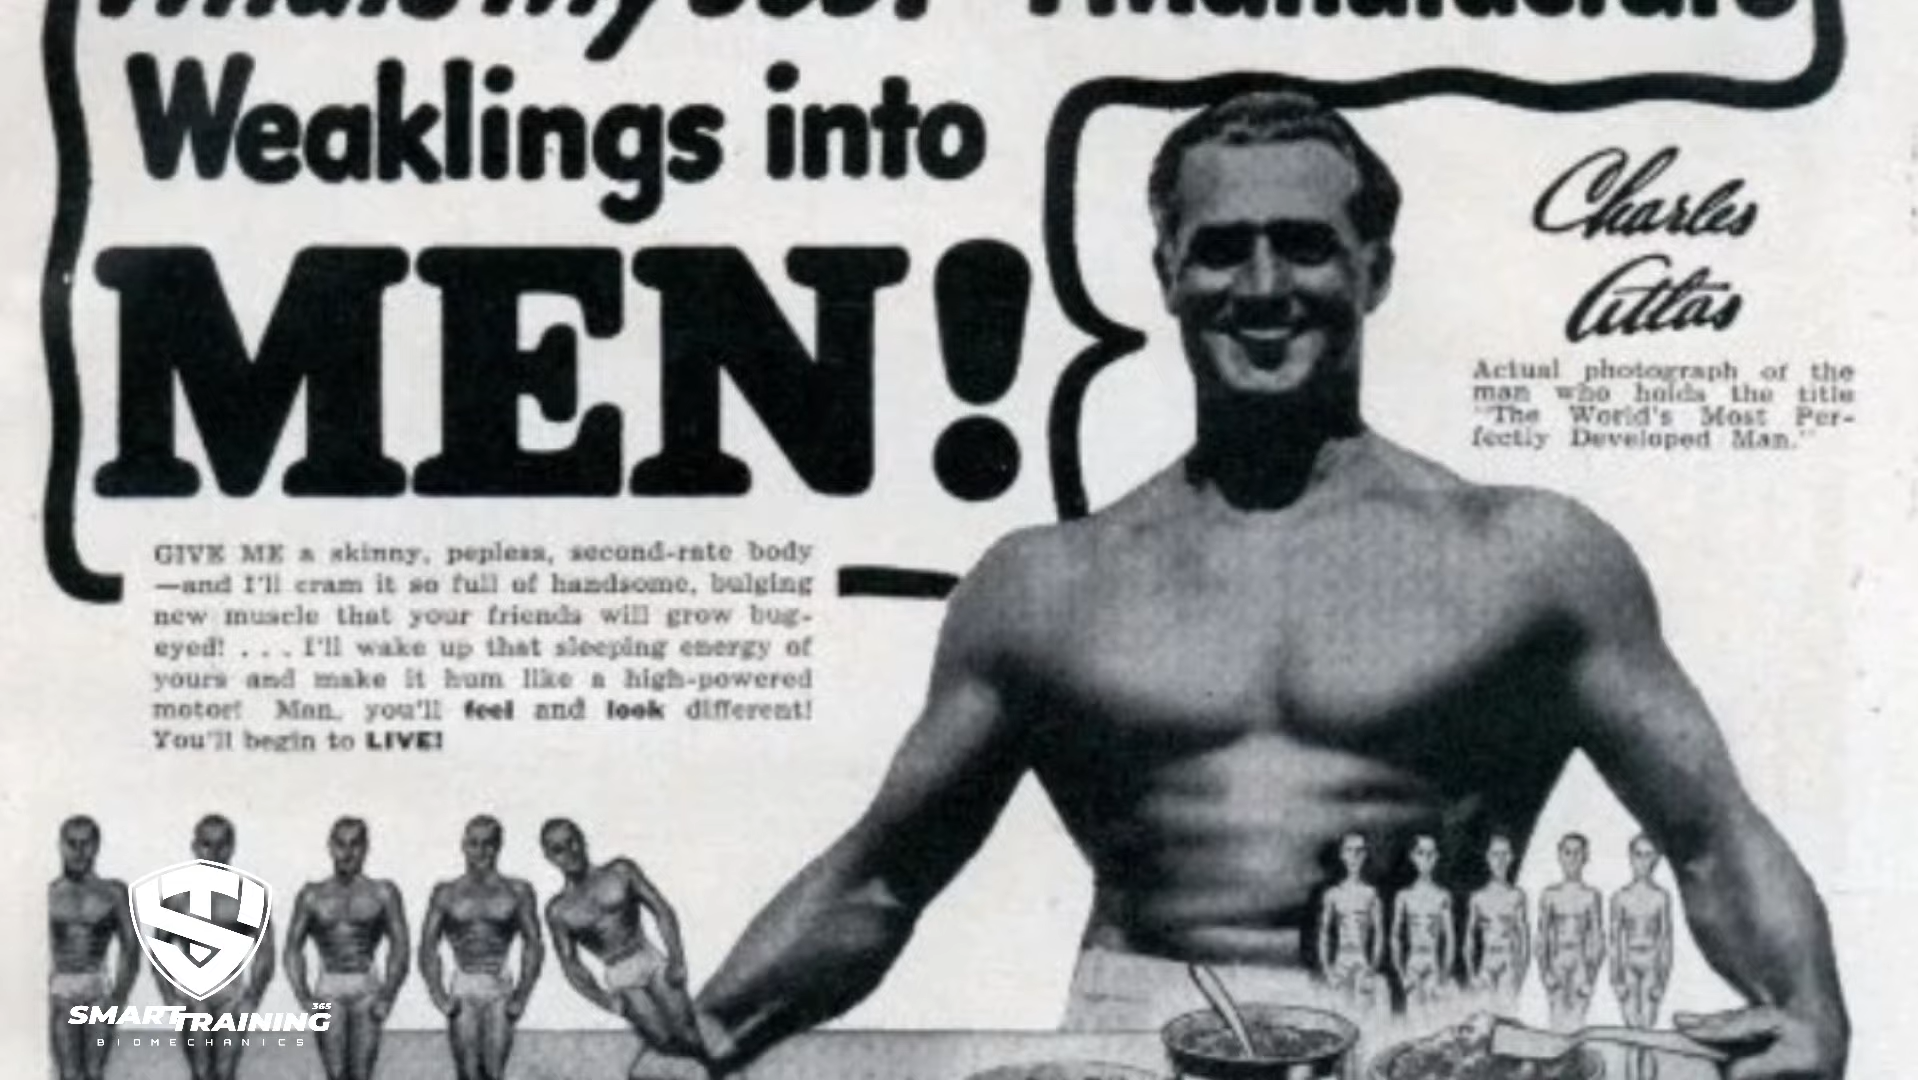 Weaklings into
MEN!
Charles
Atlas
Actual photograph of the
man who holds the title
"The World's Most Per-
fectly Developed Man."
GIVE ME a skinny, pepless, second-rate body
—and I'll cram it so full of handsome, bulging
new muscle that your friends will grow bug-
eyed! . . . I'll wake up that sleeping energy of
yours and make it hum like a high-powered
motor! Man, you'll feel and look different!
You'll begin to LIVE!
ST
SMART TRAINING 365
BIOMECHANICS